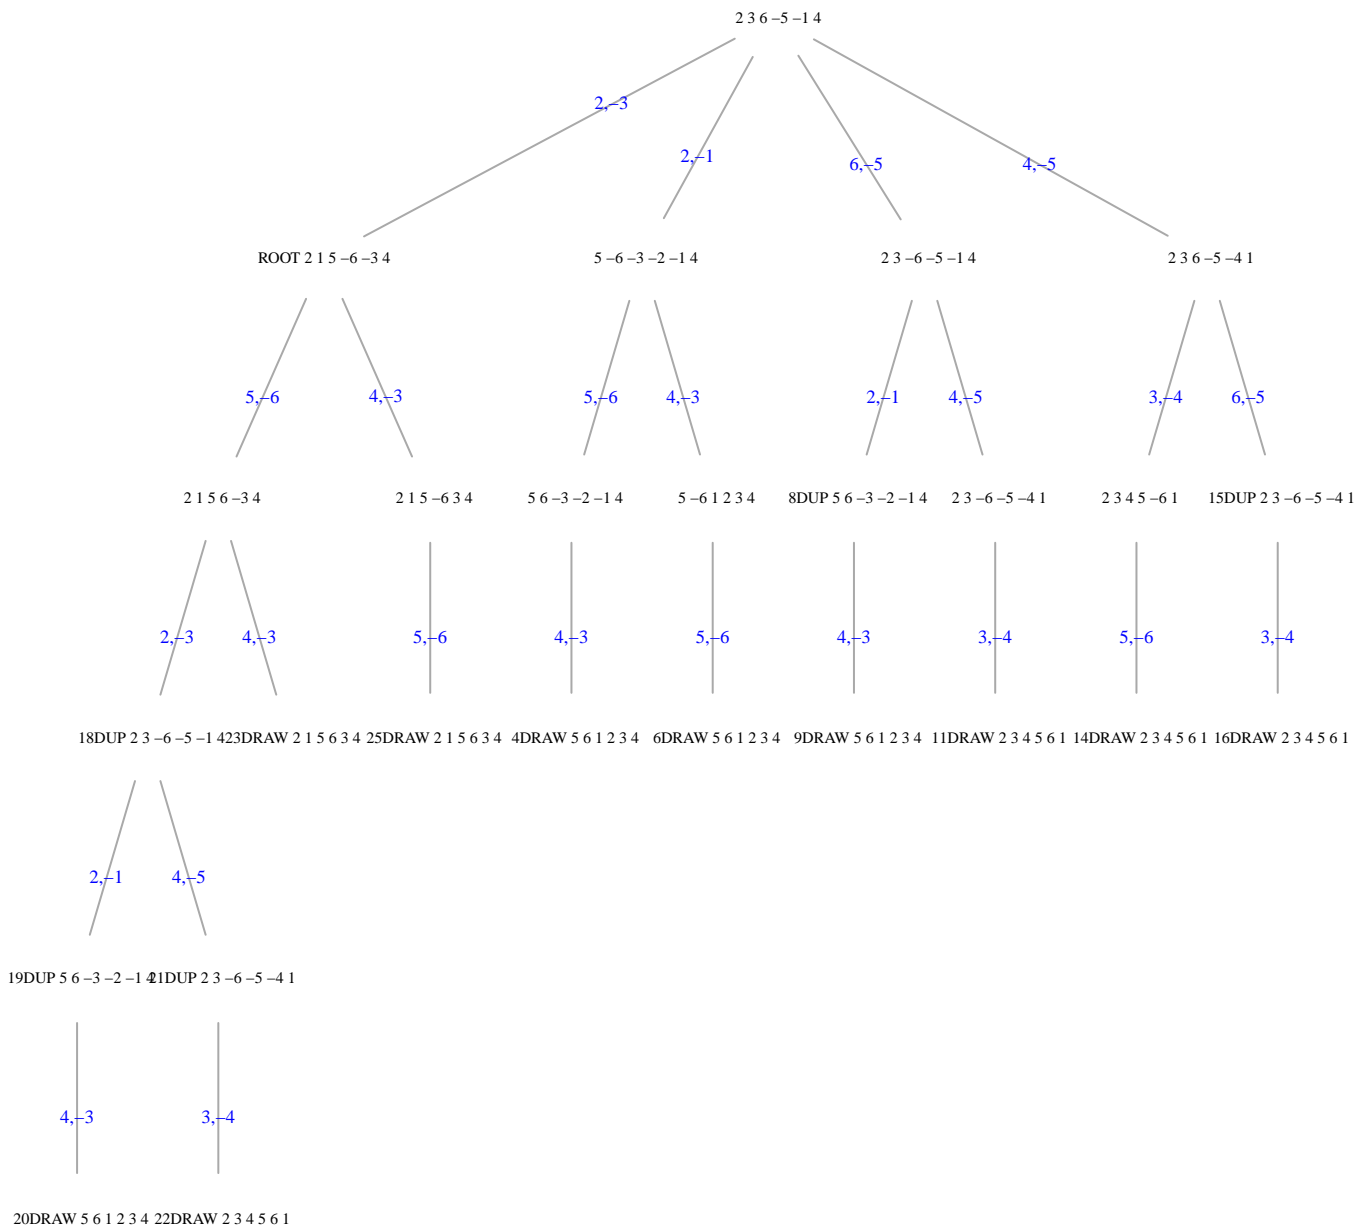 2 3 6 –5 –1 4
2,–3
2,–1
6,–5
4,–5
ROOT 2 1 5 –6 –3 4
5 –6 –3 –2 –1 4
2 3 –6 –5 –1 4
2 3 6 –5 –4 1
5,–6
4,–3
5,–6
4,–3
2,–1
4,–5
3,–4
6,–5
2 1 5 6 –3 4
2 1 5 –6 3 4
5 6 –3 –2 –1 4
5 –6 1 2 3 4
8DUP 5 6 –3 –2 –1 4
2 3 –6 –5 –4 1
2 3 4 5 –6 1
15DUP 2 3 –6 –5 –4 1
2,–3
4,–3
5,–6
4,–3
5,–6
4,–3
3,–4
5,–6
3,–4
18DUP 2 3 –6 –5 –1 4
23DRAW 2 1 5 6 3 4
25DRAW 2 1 5 6 3 4
4DRAW 5 6 1 2 3 4
6DRAW 5 6 1 2 3 4
9DRAW 5 6 1 2 3 4
11DRAW 2 3 4 5 6 1
14DRAW 2 3 4 5 6 1
16DRAW 2 3 4 5 6 1
2,–1
4,–5
19DUP 5 6 –3 –2 –1 4
21DUP 2 3 –6 –5 –4 1
4,–3
3,–4
20DRAW 5 6 1 2 3 4
22DRAW 2 3 4 5 6 1